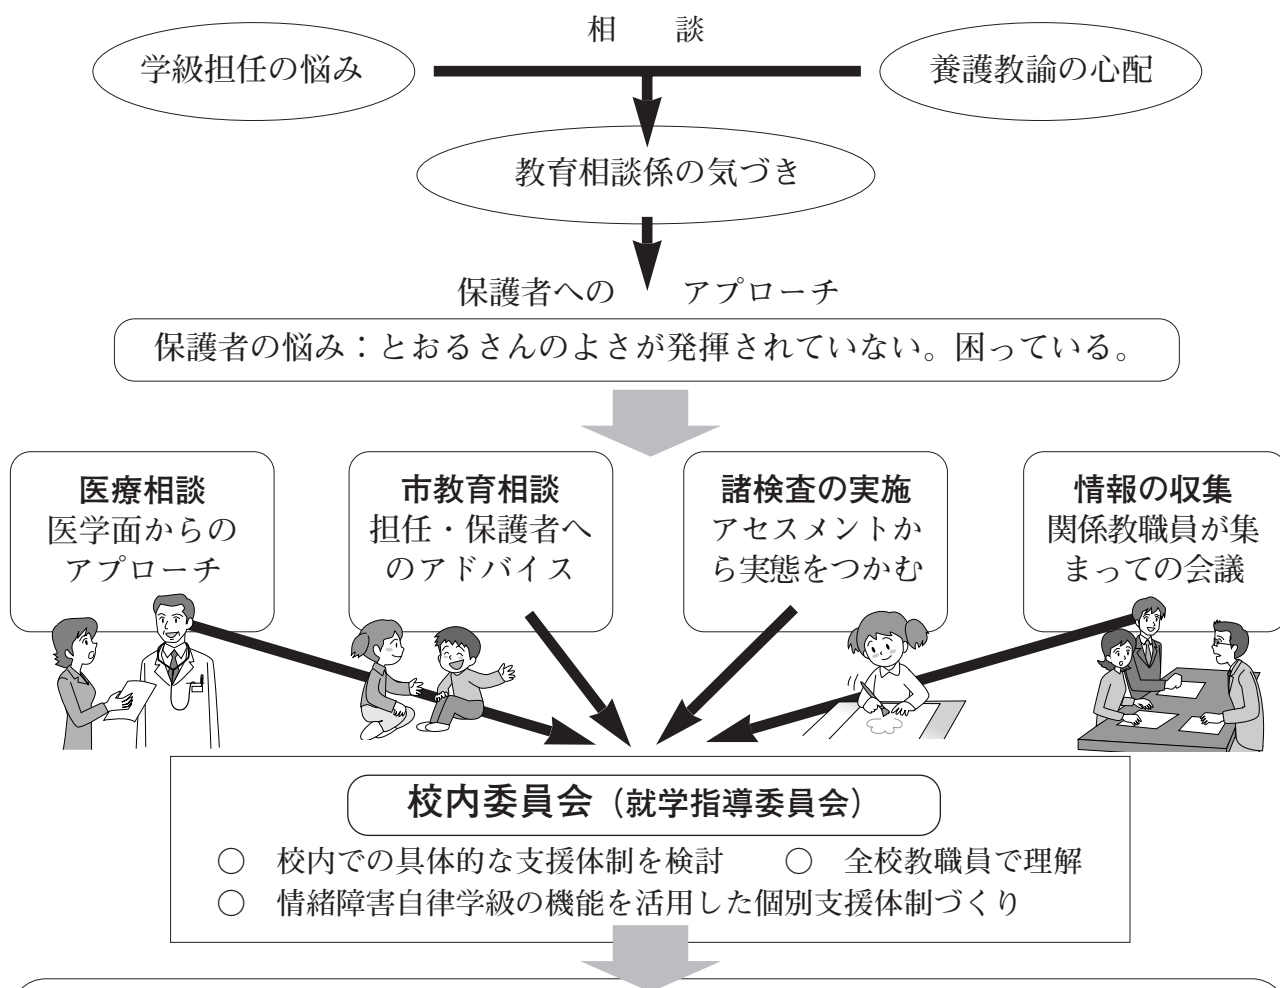 相　談
学級担任の悩み
養護教諭の心配
教育相談係の気づき
保護者への　アプローチ
保護者の悩み：とおるさんのよさが発揮されていない。困っている。
医療相談
医学面からの
アプローチ
市教育相談
担任・保護者へ
のアドバイス
諸検査の実施
アセスメントか
ら実態をつかむ
情報の収集
関係教職員が集
まっての会議
校内委員会（就学指導委員会）
○　校内での具体的な支援体制を検討　○　全校教職員で理解
○　情緒障害自律学級の機能を活用した個別支援体制づくり